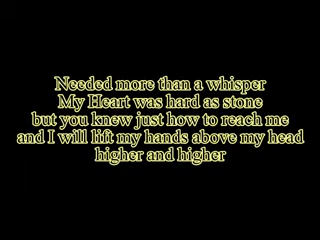 Needed more than a whisper
My Heart was hard as stone
but you knew just how to reach me
and I will lift my hands above my head
higher and higher